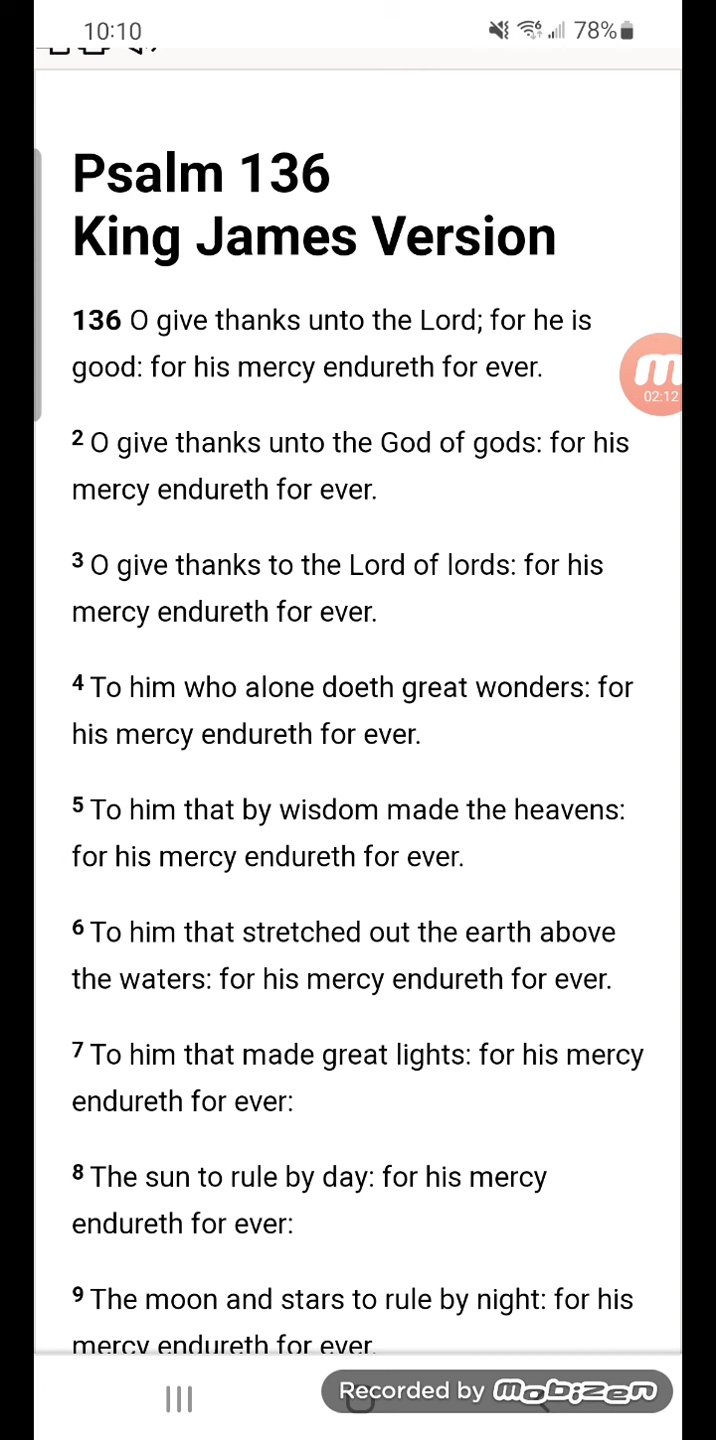 10:10
78%
Psalm 136
King James Version
136 O give thanks unto the Lord; for he is
good: for his mercy endureth for ever.
2 O give thanks unto the God of gods: for his
mercy endureth for ever.
3 O give thanks to the Lord of lords: for his
mercy endureth for ever.
4 To him who alone doeth great wonders: for
his mercy endureth for ever.
5 To him that by wisdom made the heavens:
for his mercy endureth for ever.
6 To him that stretched out the earth above
the waters: for his mercy endureth for ever.
7 To him that made great lights: for his mercy
endureth for ever:
8 The sun to rule by day: for his mercy
endureth for ever:
9 The moon and stars to rule by night: for his
mercy endureth for ever.
m
02:12
Recorded by mobizen